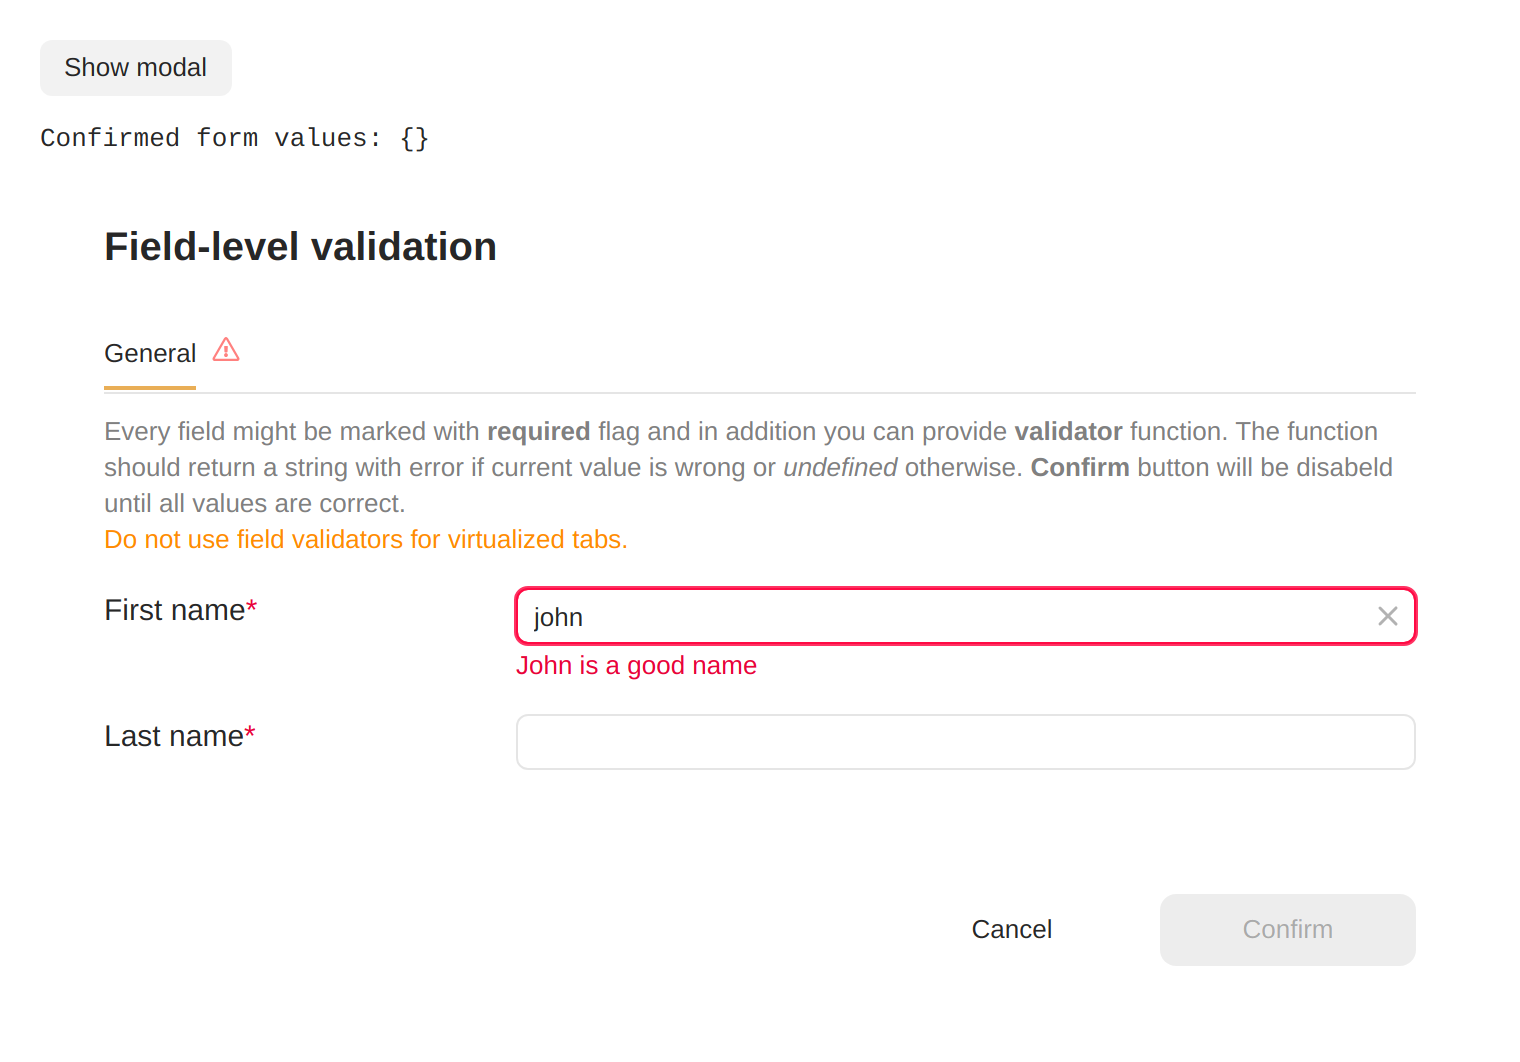 Show modal
Confirmed form values: {}
Field-level validation
General
Every field might be marked with required flag and in addition you can provide validator function. The function
should return a string with error if current value is wrong or undefined otherwise. Confirm button will be disabeld
until all values are correct.
Do not use field validators for virtualized tabs.
First name*
john
John is a good name
Last name*
Cancel
Confirm